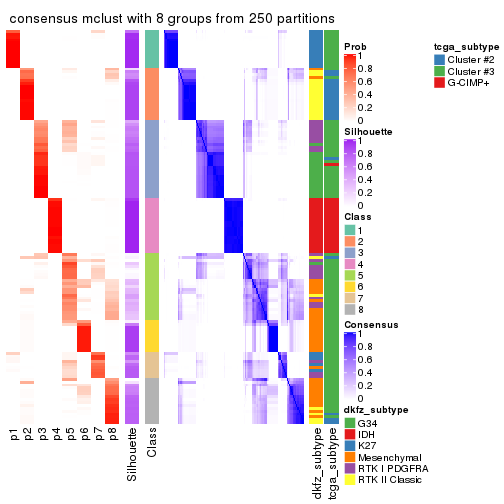 consensus mclust with 8 groups from 250 partitions
Prob
1
0.8
0.6
0.4
0.2
0
Silhouette
1
0.8
0.6
0.4
0.2
0
Class
1
2
3
4
5
6
7
8
Consensus
1
0.8
0.6
0.4
0.2
0
dkfz_subtype
G34
IDH
K27
Mesenchymal
RTK I PDGFRA
RTK II Classic
tcga_subtype
Cluster #2
Cluster #3
G-CIMP+
p1
p2
p3
p4
p5
p6
p7
p8
Silhouette
Class
dkfz_subtype
tcga_subtype